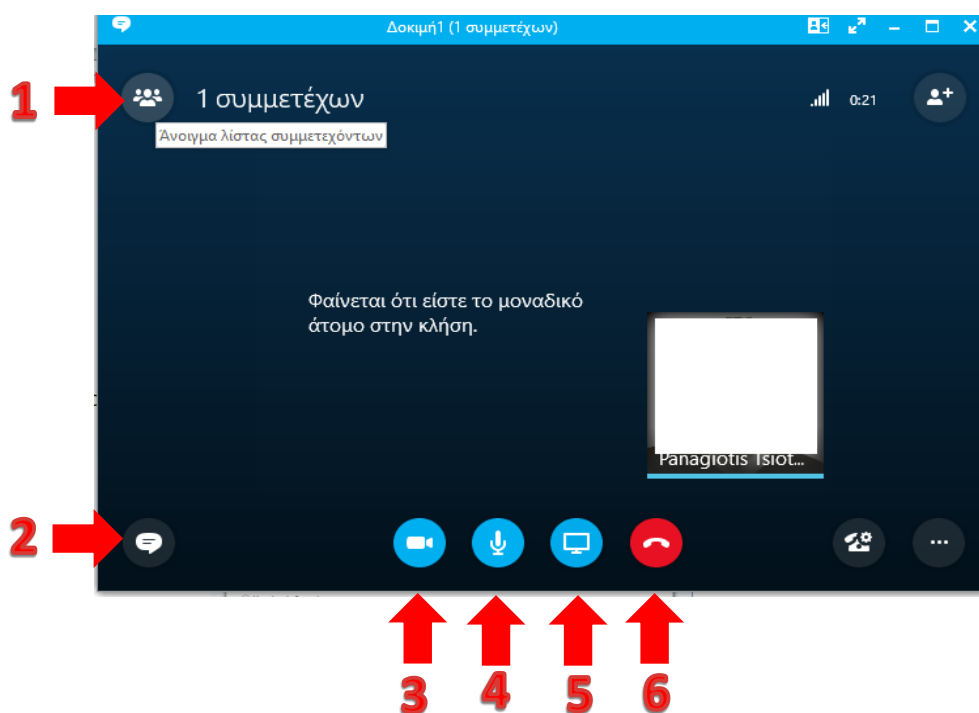 Δοκιμή1 (1 συμμετέχων)
1
1 συμμετέχων
0:21
Άνοιγμα λίστας συμμετεχόντων
Φαίνεται ότι είστε το μοναδικό
άτομο στην κλήση.
Panagiotis Tsiot...
2
3
4
5
6